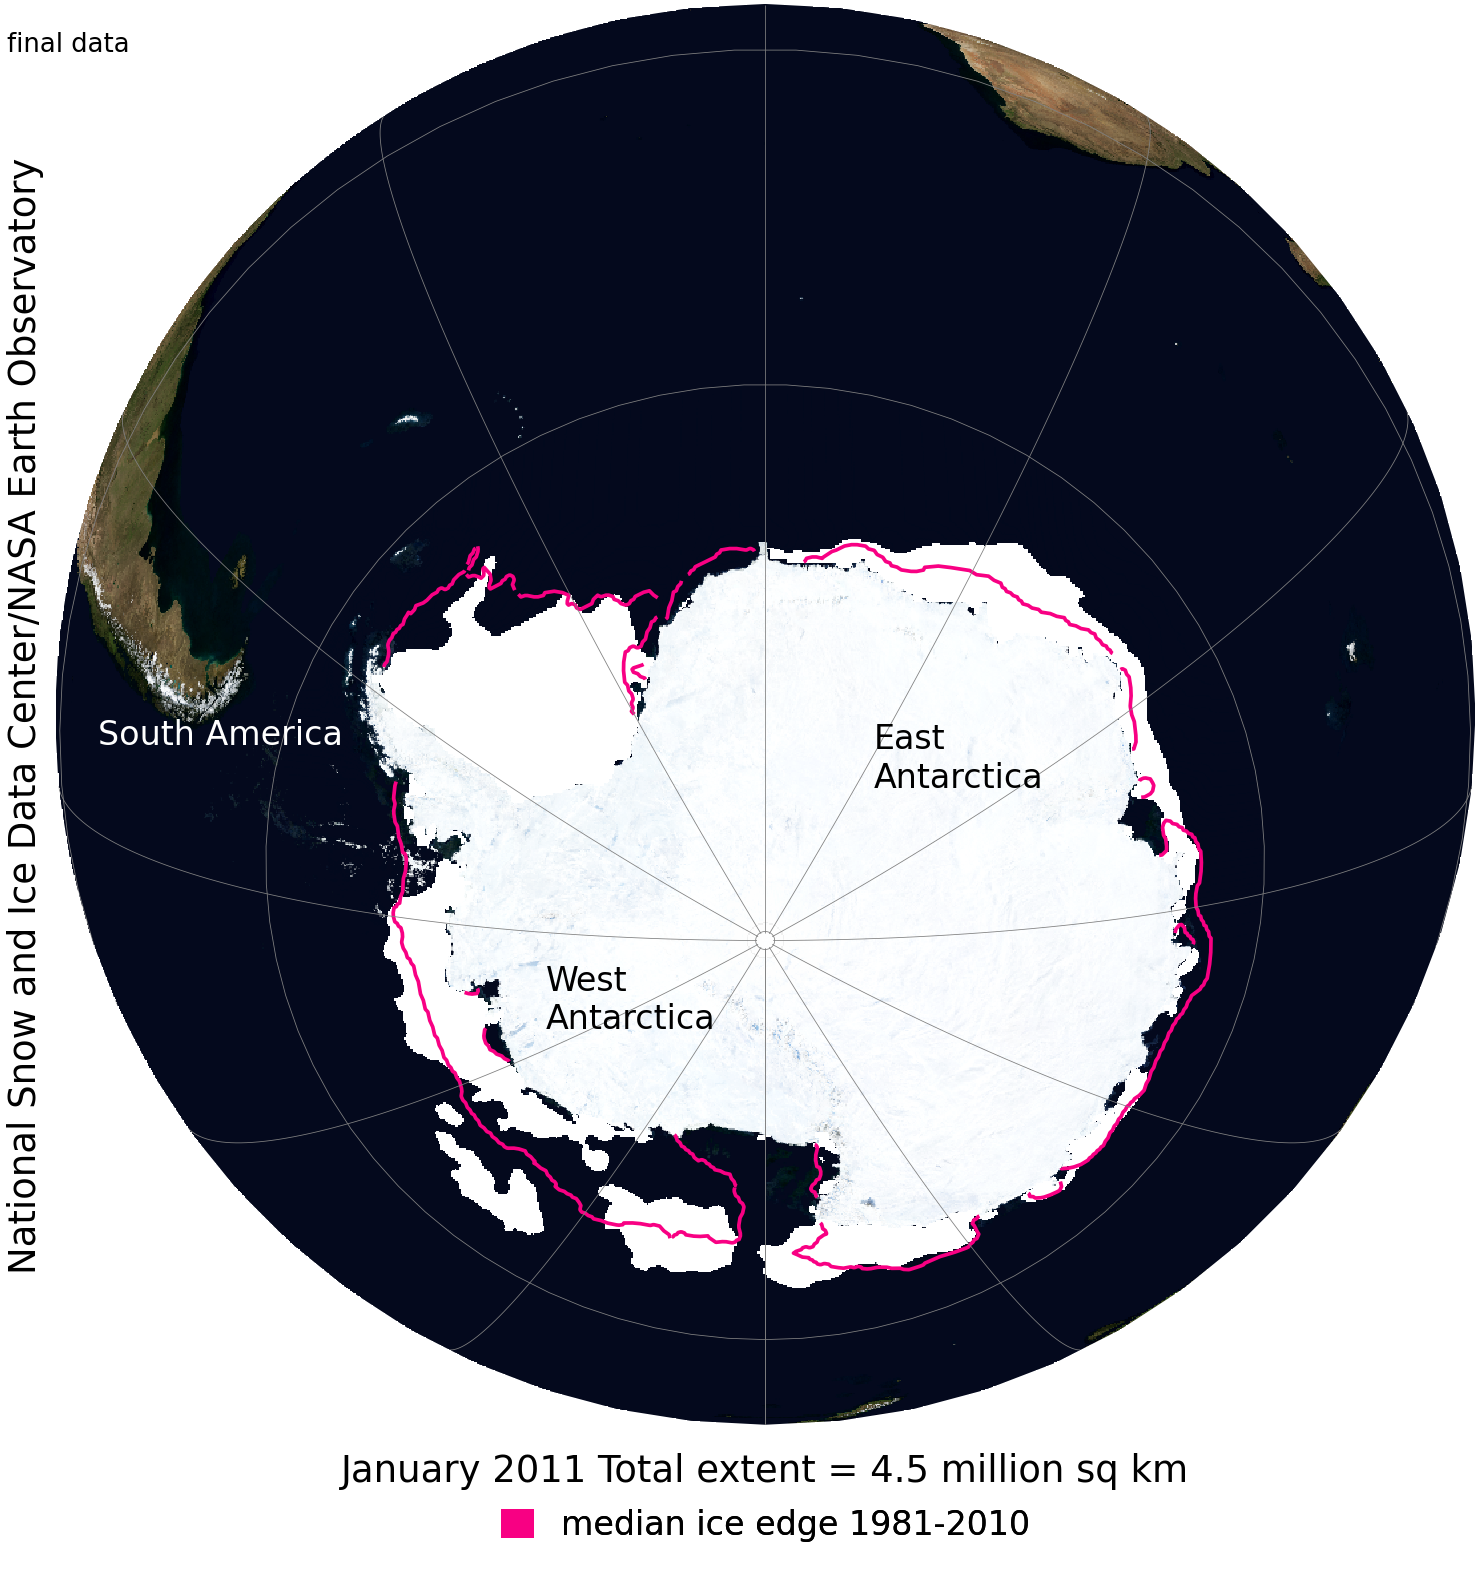 final data
National Snow and Ice Data Center/NASA Earth Observatory
South America
East
Antarctica
West
Antarctica
January 2011 Total extent = 4.5 million sq km
median ice edge 1981-2010